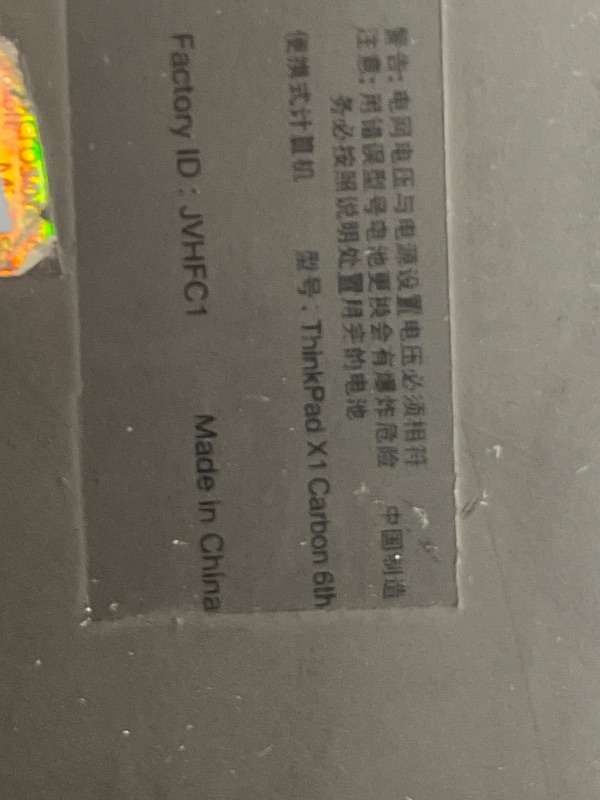 警告: 电网电压与电源设置电压必须相符
注意: 用错误型号电池更换会有爆炸危险
务必按照说明处置用完的电池
中国制造
便携式计算机 型号: ThinkPad X1 Carbon 6th
Factory ID : JVHFC1 Made in China